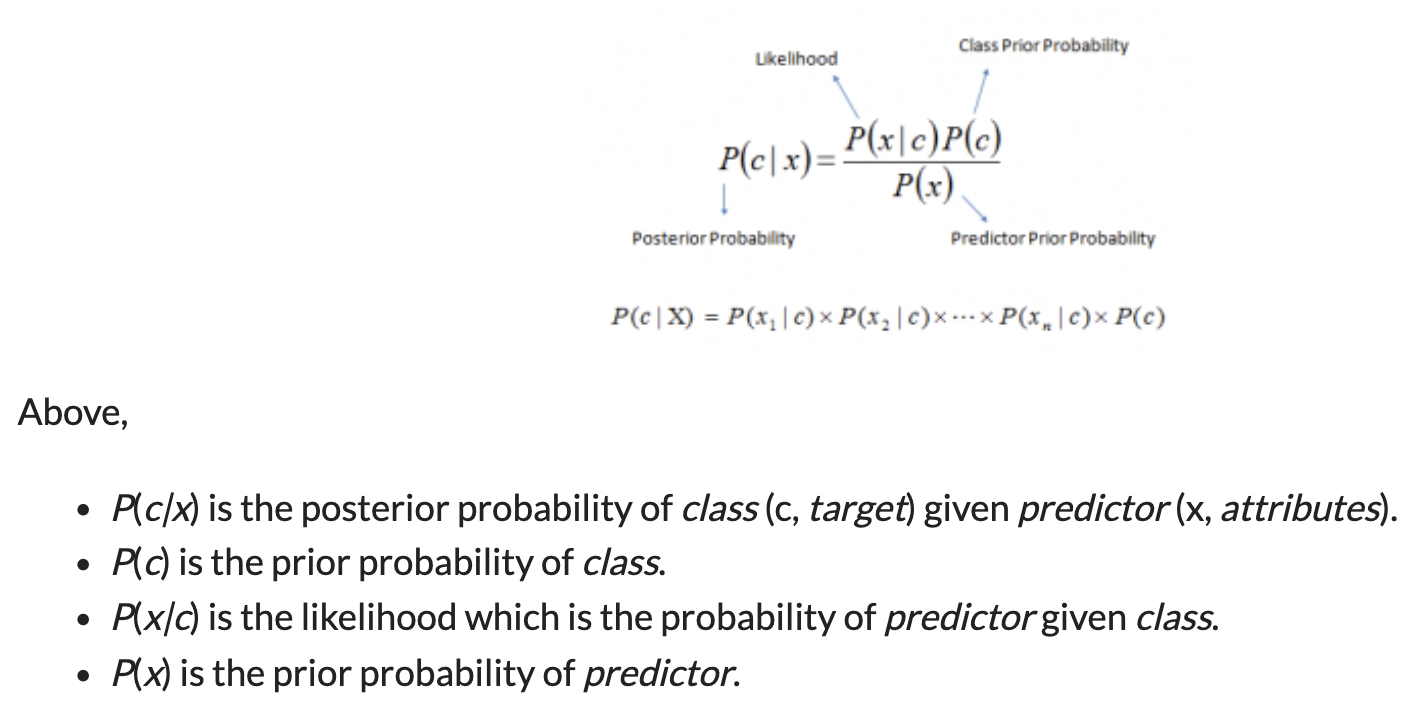 Likelihood
Class Prior Probability
P(c|x) = P(x|c)P(c) / P(x)
Posterior Probability
Predictor Prior Probability
P(c|X) = P(x₁|c) × P(x₂|c) × ··· × P(xₙ|c) × P(c)
Above,
• P(c|x) is the posterior probability of class (c, target) given predictor (x, attributes).
• P(c) is the prior probability of class.
• P(x|c) is the likelihood which is the probability of predictor given class.
• P(x) is the prior probability of predictor.